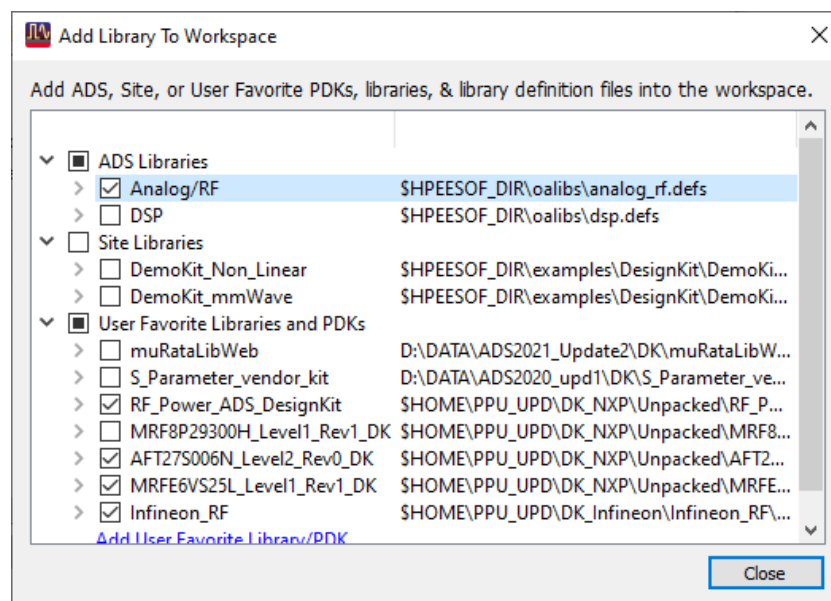 Add Library To Workspace
Add ADS, Site, or User Favorite PDKs, libraries, & library definition files into the workspace.
ADS Libraries
Analog/RF $HPEESOF_DIR\oalibs\analog_rf.defs
DSP $HPEESOF_DIR\oalibs\dsp.defs
Site Libraries
DemoKit_Non_Linear $HPEESOF_DIR\examples\DesignKit\DemoKi...
DemoKit_mmWave $HPEESOF_DIR\examples\DesignKit\DemoKi...
User Favorite Libraries and PDKs
muRataLibWeb D:\DATA\ADS2021_Update2\DK\muRataLibW...
S_Parameter_vendor_kit D:\DATA\ADS2020_upd1\DK\S_Parameter_ve...
RF_Power_ADS_DesignKit $HOME\PPU_UPD\DK_NXP\Unpacked\RF_P...
MRF8P29300H_Level1_Rev1_DK $HOME\PPU_UPD\DK_NXP\Unpacked\MRF8...
AFT27S006N_Level2_Rev0_DK $HOME\PPU_UPD\DK_NXP\Unpacked\AFT2...
MRFE6VS25L_Level1_Rev1_DK $HOME\PPU_UPD\DK_NXP\Unpacked\MRFE...
Infineon_RF $HOME\PPU_UPD\DK_Infineon\Infineon_RF\...
Add User Favorite Library/PDK
Close